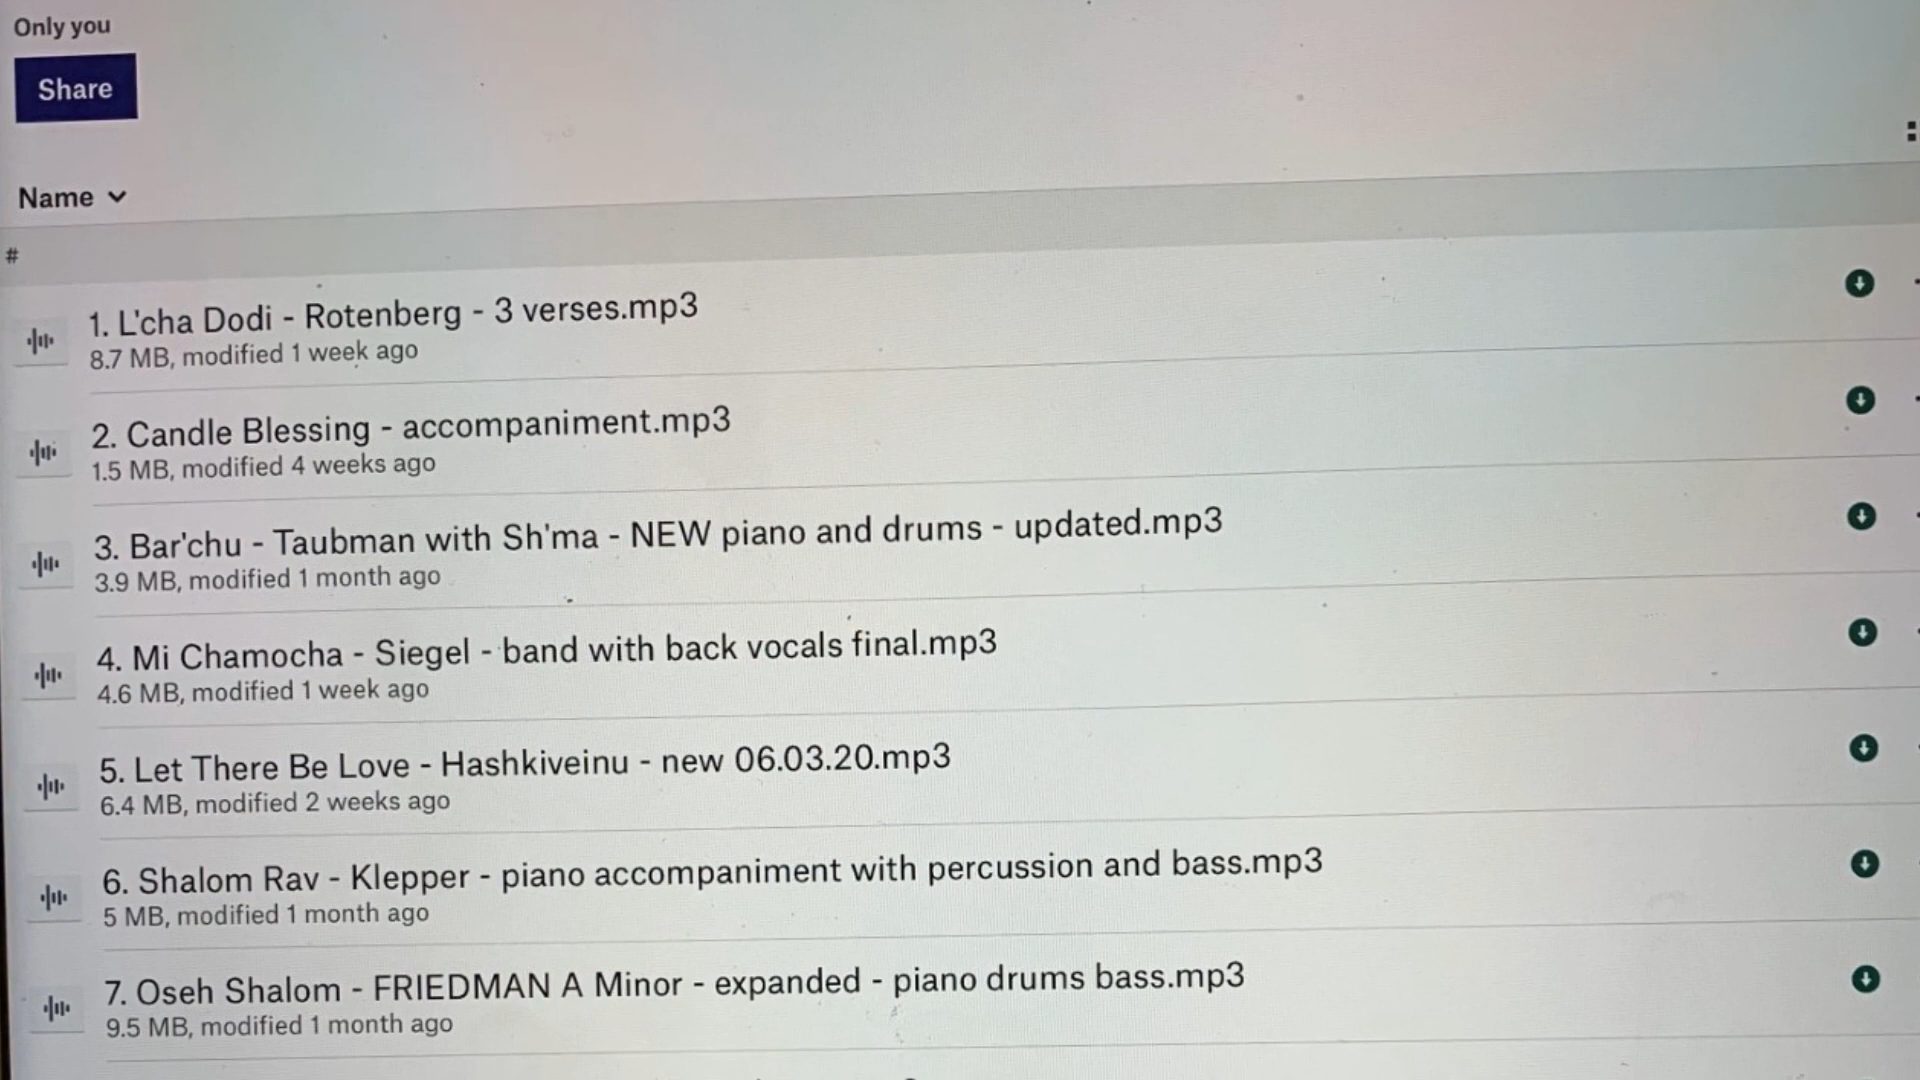 Only you
Share
Name
#
1. L'cha Dodi - Rotenberg - 3 verses.mp3
8.7 MB, modified 1 week ago
2. Candle Blessing - accompaniment.mp3
1.5 MB, modified 4 weeks ago
3. Bar'chu - Taubman with Sh'ma - NEW piano and drums - updated.mp3
3.9 MB, modified 1 month ago
4. Mi Chamocha - Siegel - band with back vocals final.mp3
4.6 MB, modified 1 week ago
5. Let There Be Love - Hashkiveinu - new 06.03.20.mp3
6.4 MB, modified 2 weeks ago
6. Shalom Rav - Klepper - piano accompaniment with percussion and bass.mp3
5 MB, modified 1 month ago
7. Oseh Shalom - FRIEDMAN A Minor - expanded - piano drums bass.mp3
9.5 MB, modified 1 month ago